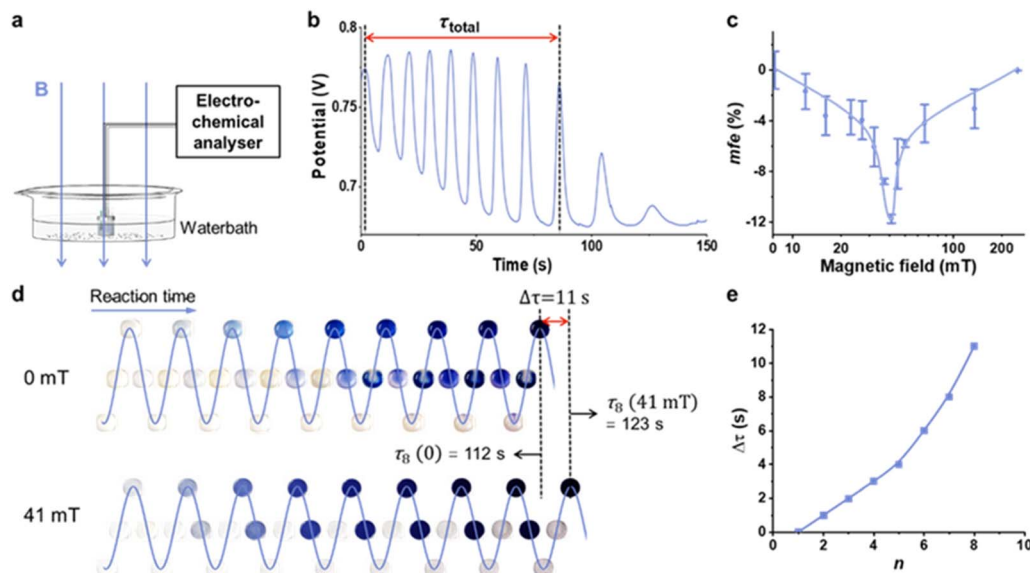 a
B
Electro-
chemical
analyser
Waterbath
b
τtotal
Potential (V)
0.8
0.75
0.7
0 50 100 150
Time (s)
c
mfe (%)
0
-4
-8
-12
0 10 20 100 200
Magnetic field (mT)
d
Reaction time
Δτ=11 s
0 mT
τ8 (41 mT)
= 123 s
τ8 (0) = 112 s
41 mT
e
Δτ (s)
12
10
8
6
4
2
0
0 2 4 6 8 10
n